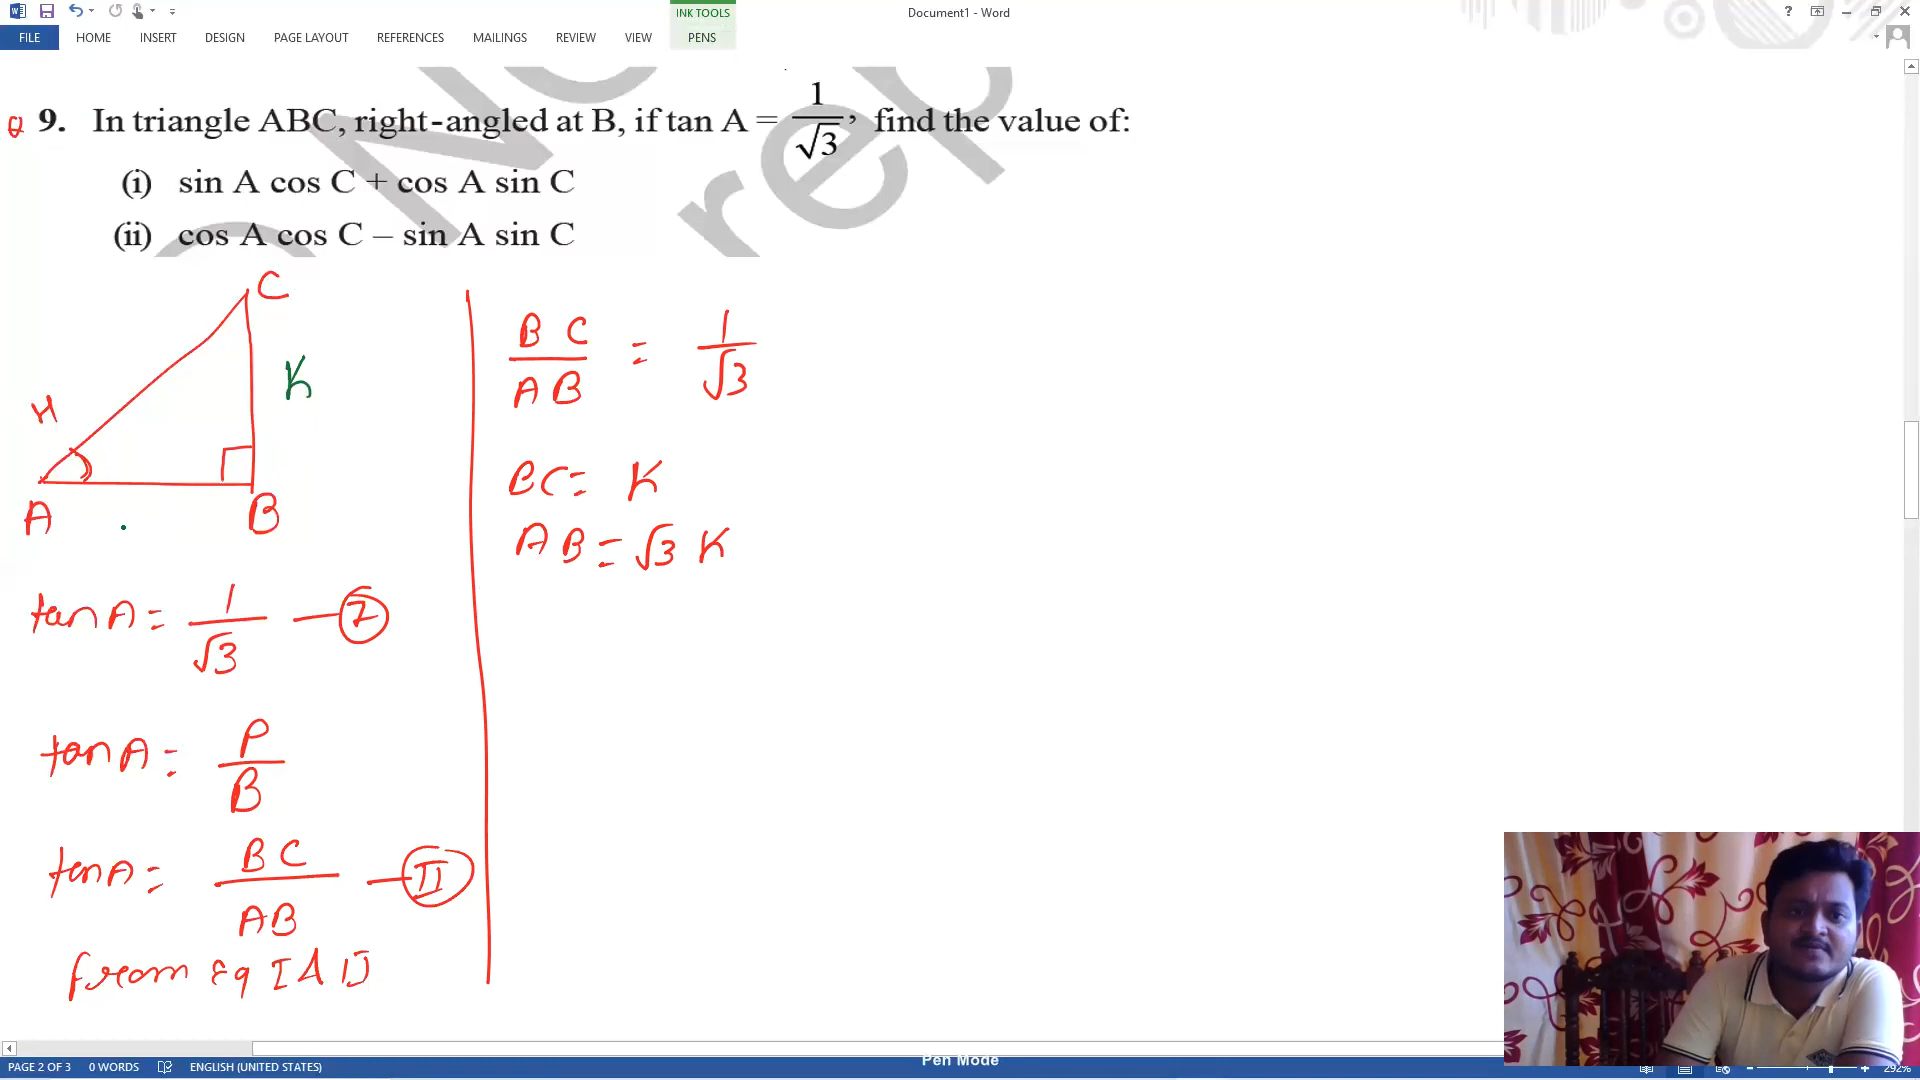 INK TOOLS
Document1 - Word
?
FILE HOME INSERT DESIGN PAGE LAYOUT REFERENCES MAILINGS REVIEW VIEW PENS
Q 9. In triangle ABC, right-angled at B, if tan A = 1/√3, find the value of:
(i) sin A cos C + cos A sin C
(ii) cos A cos C – sin A sin C
C
K
H
A B
tan A = 1/√3 — I
tan A = P/B
tan A = BC/AB — II
from Eq I & II
BC/AB = 1/√3
BC = K
AB = √3 K
PAGE 2 OF 3 0 WORDS ENGLISH (UNITED STATES) Pen Mode 292%